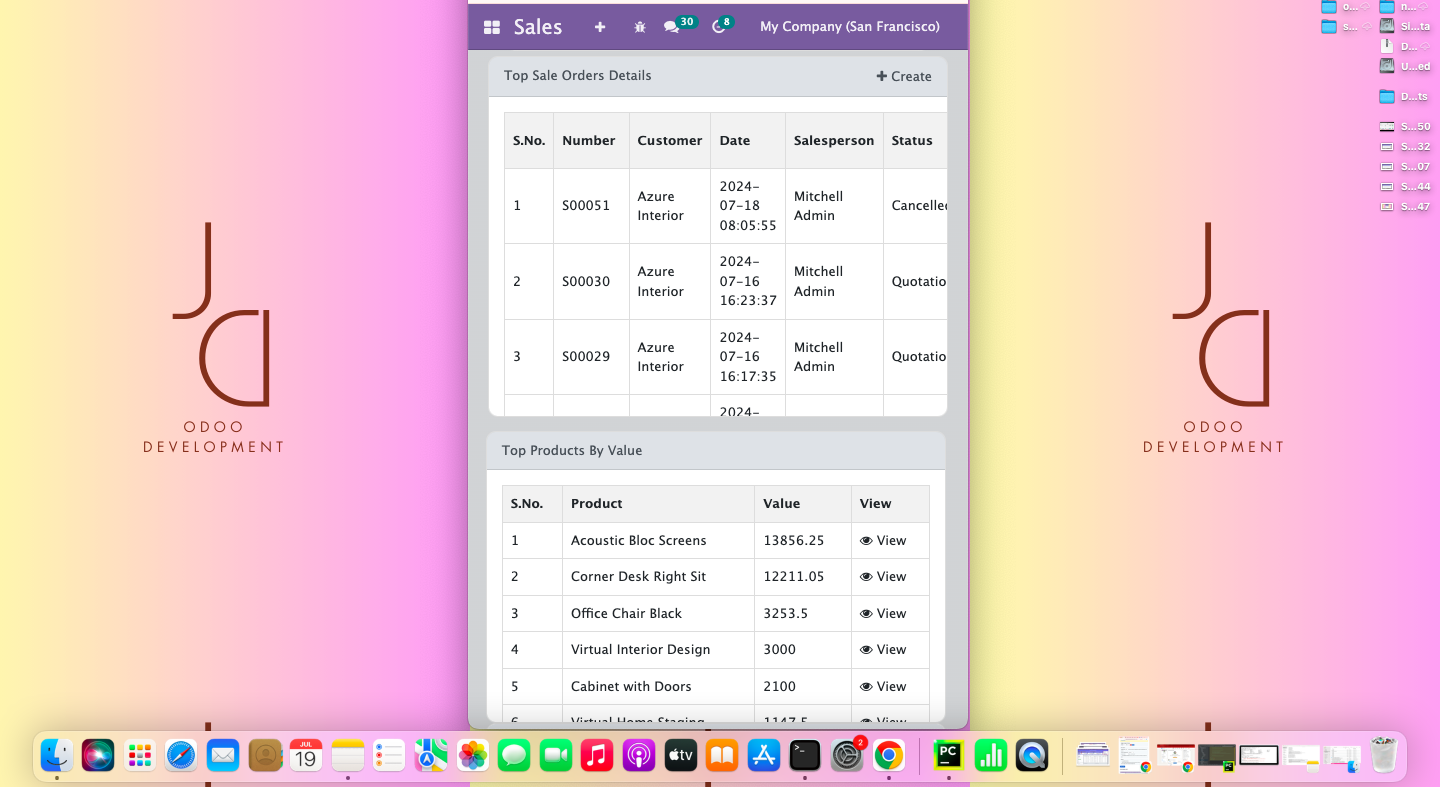 Sales
30
8
My Company (San Francisco)
o...
n...
s...
Sl...ta
D...
U...ed
D...ts
S...50
S...32
S...07
S...44
S...47
Top Sale Orders Details
Create
S.No. Number Customer Date Salesperson Status
1 S00051 Azure Interior 2024-07-18 08:05:55 Mitchell Admin Cancelled
2 S00030 Azure Interior 2024-07-16 16:23:37 Mitchell Admin Quotatio
3 S00029 Azure Interior 2024-07-16 16:17:35 Mitchell Admin Quotatio
2024-
Top Products By Value
S.No. Product Value View
1 Acoustic Bloc Screens 13856.25 View
2 Corner Desk Right Sit 12211.05 View
3 Office Chair Black 3253.5 View
4 Virtual Interior Design 3000 View
5 Cabinet with Doors 2100 View
6 Virtual Home Staging 1147.5 View
ODOO
DEVELOPMENT
ODOO
DEVELOPMENT
JUL
19
tv
>_
2
PC